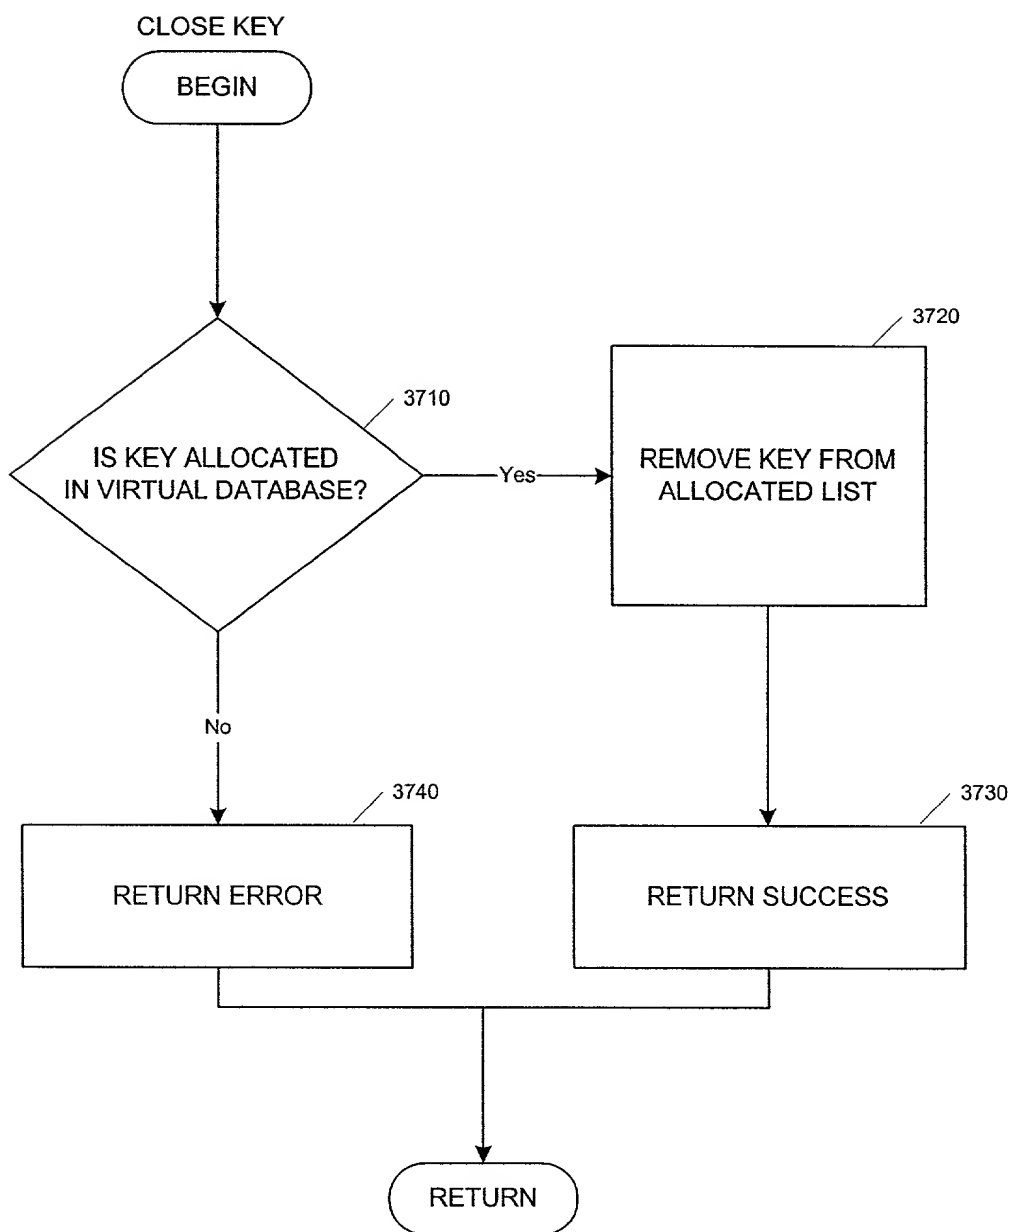 CLOSE KEY
BEGIN
3710
IS KEY ALLOCATED
IN VIRTUAL DATABASE?
Yes
3720
REMOVE KEY FROM
ALLOCATED LIST
No
3740
RETURN ERROR
3730
RETURN SUCCESS
RETURN